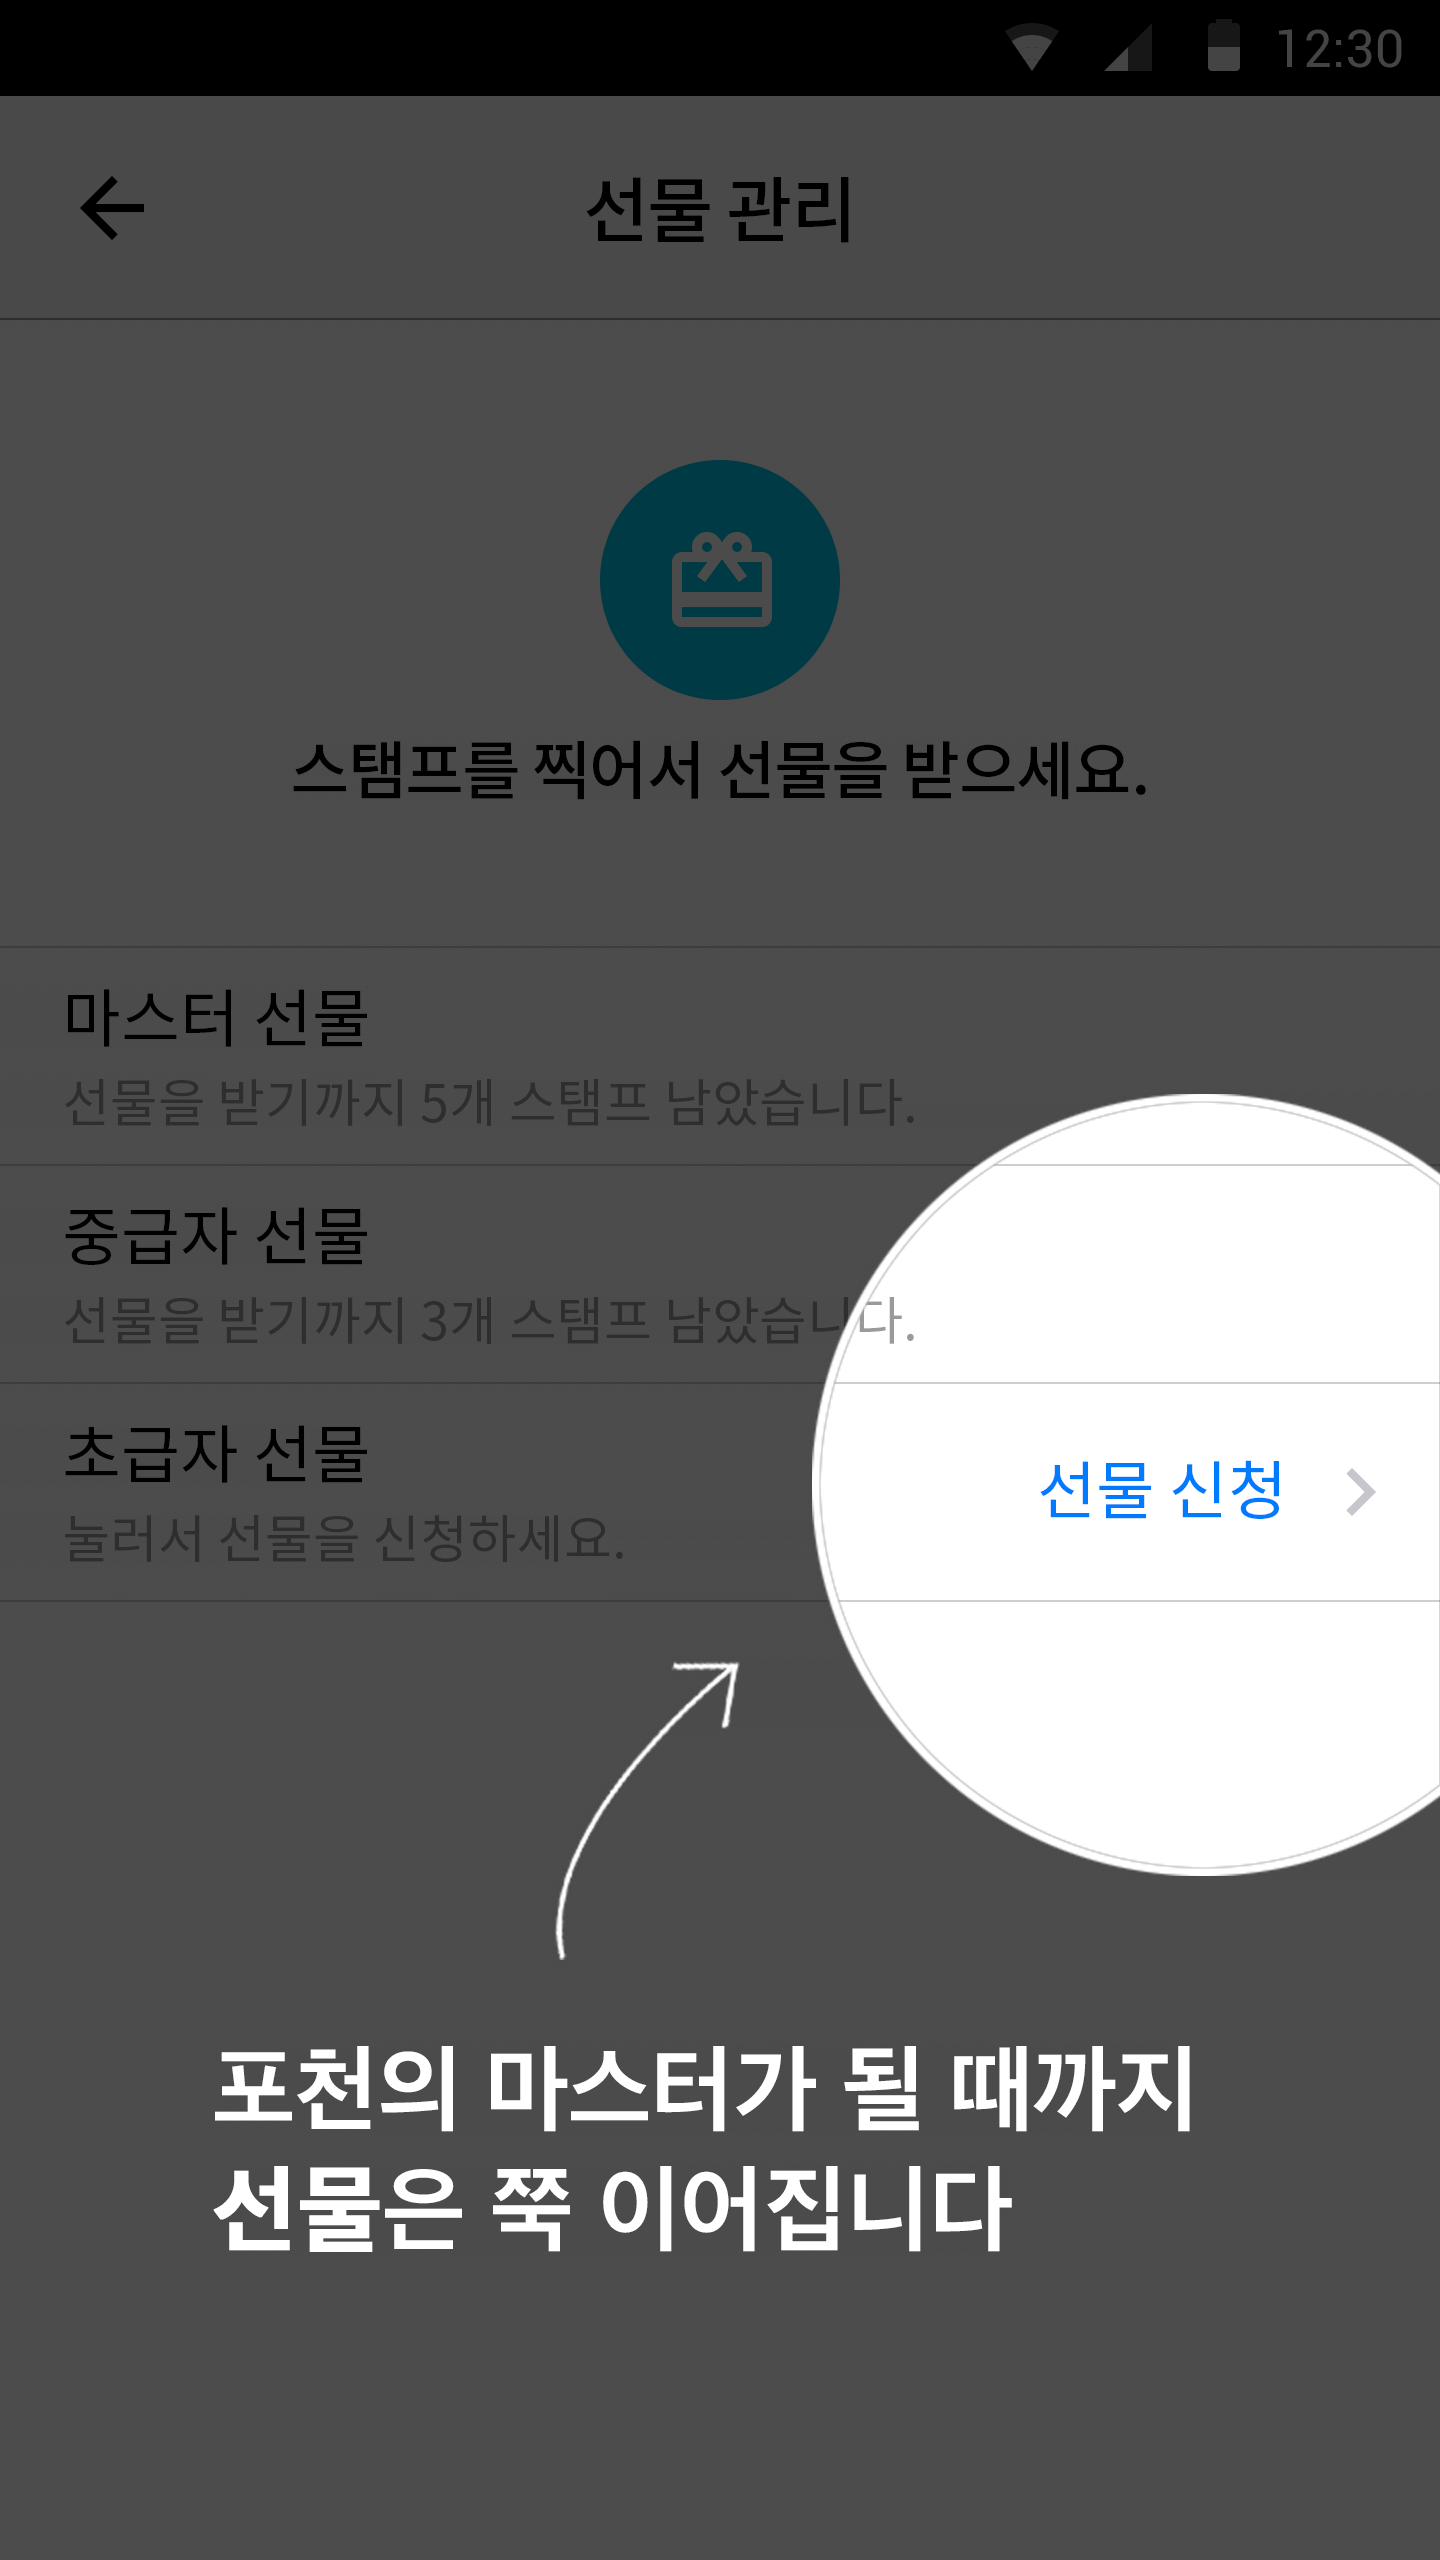 12:30
선물 관리
스탬프를 찍어서 선물을 받으세요.
마스터 선물
선물을 받기까지 5개 스탬프 남았습니다.
중급자 선물
선물을 받기까지 3개 스탬프 남았습니다.
초급자 선물
눌러서 선물을 신청하세요.
선물 신청
포천의 마스터가 될 때까지
선물은 쭉 이어집니다